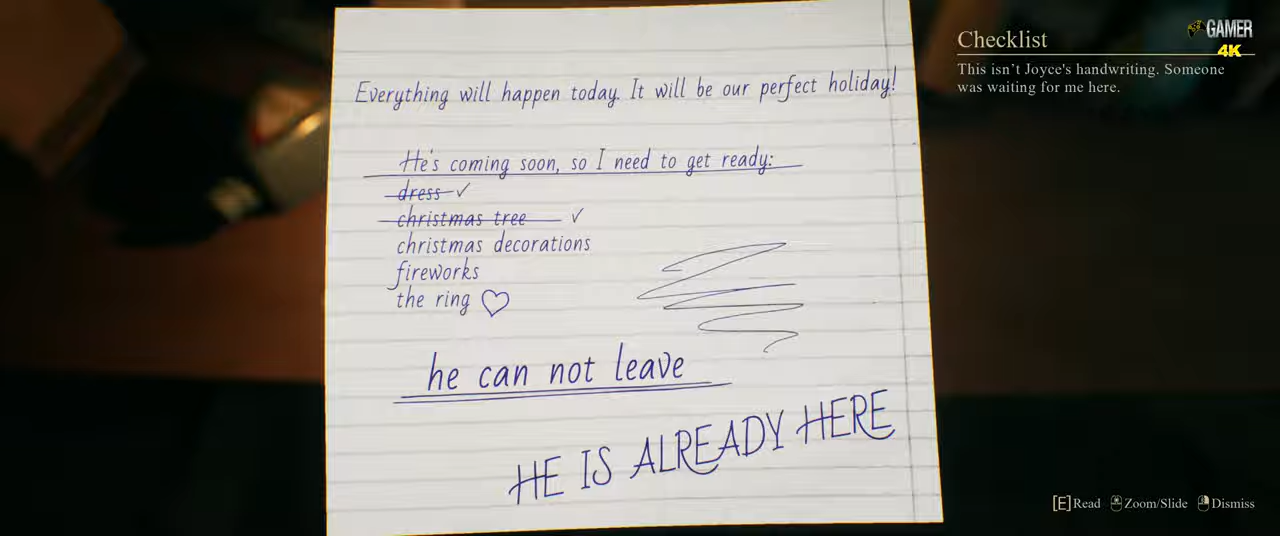 Everything will happen today. It will be our perfect holiday!
He's coming soon, so I need to get ready:
dress ✓
christmas tree ✓
christmas decorations
fireworks
the ring ♡
he can not leave
HE IS ALREADY HERE
GAMER
4K
Checklist
This isn't Joyce's handwriting. Someone
was waiting for me here.
[E]Read Zoom/Slide Dismiss